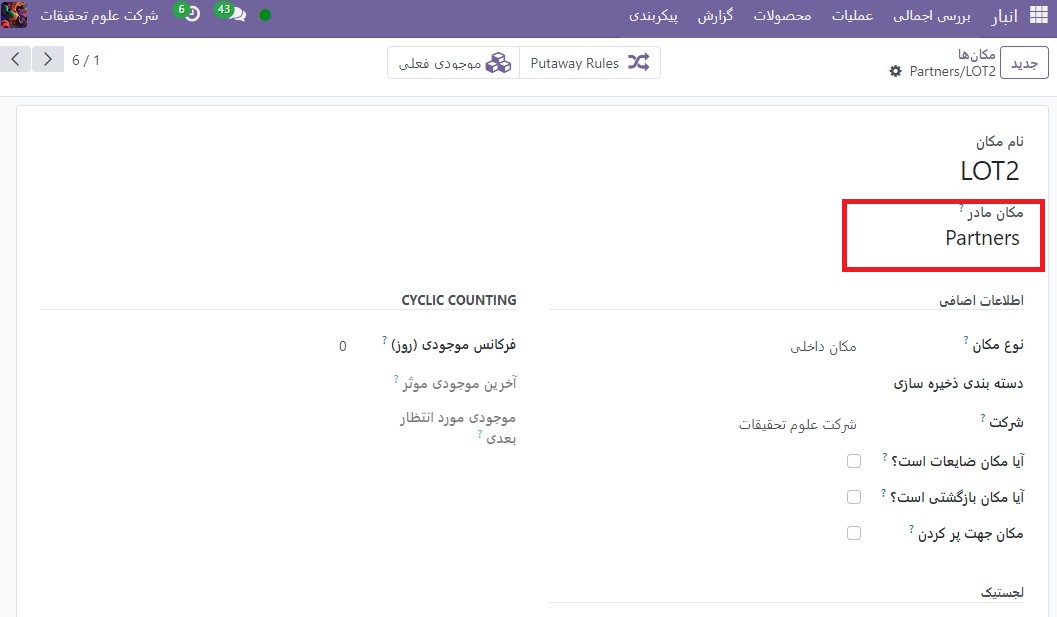 انبار بررسی اجمالی عملیات محصولات گزارش پیکربندی 43 6 شرکت علوم تحقیقات
جدید مکان‌ها
Partners/LOT2
Putaway Rules موجودی فعلی
6 / 1
نام مکان
LOT2
مکان مادر ?
Partners
اطلاعات اضافی
نوع مکان ? مکان داخلی
دسته بندی ذخیره سازی
شرکت ? شرکت علوم تحقیقات
آیا مکان ضایعات است؟ ?
آیا مکان بازگشتی است؟ ?
مکان جهت پر کردن ?
CYCLIC COUNTING
فرکانس موجودی (روز) ? 0
آخرین موجودی موثر ?
موجودی مورد انتظار
بعدی ?
لجستیک